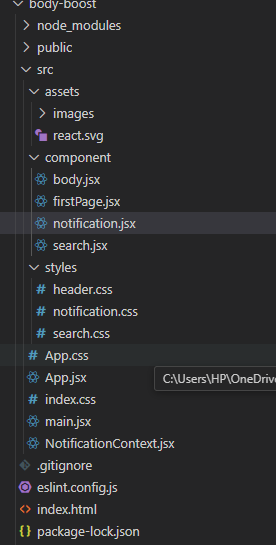 body-boost
node_modules
public
src
assets
images
react.svg
component
body.jsx
firstPage.jsx
notification.jsx
search.jsx
styles
# header.css
# notification.css
# search.css
# App.css
App.jsx
C:\Users\HP\OneDrive
# index.css
main.jsx
NotificationContext.jsx
.gitignore
eslint.config.js
<> index.html
{} package-lock.json